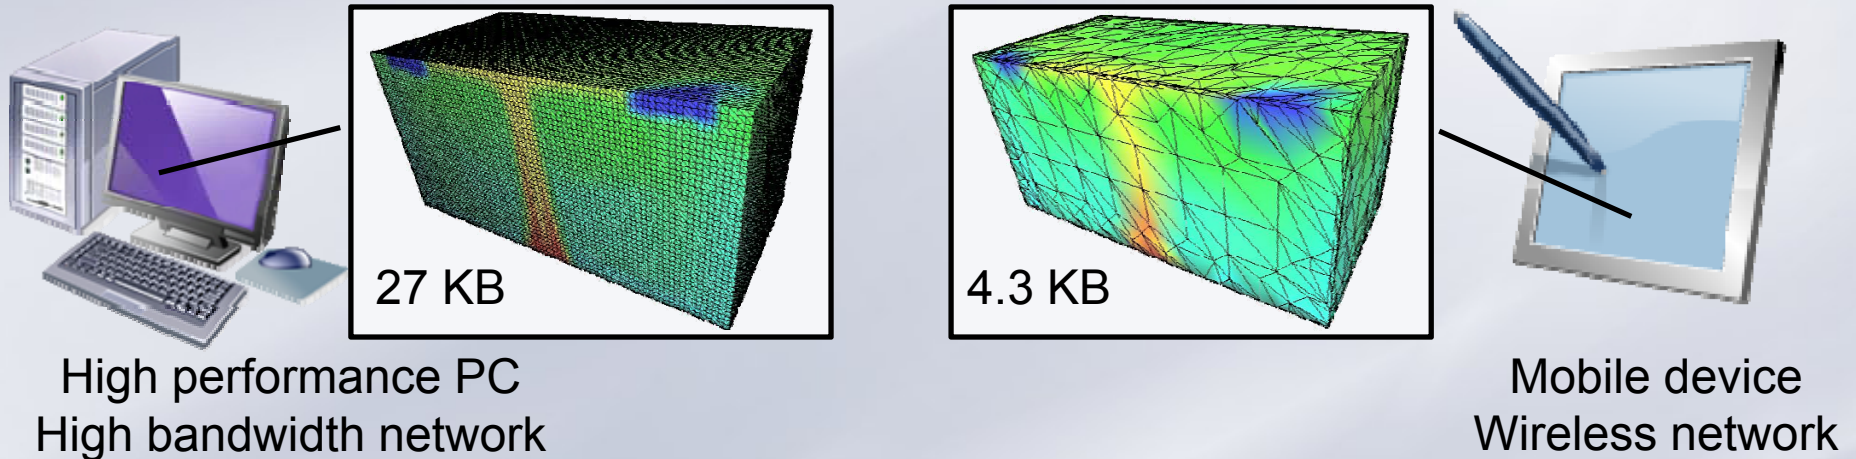 27 KB
4.3 KB
High performance PC
High bandwidth network
Mobile device
Wireless network